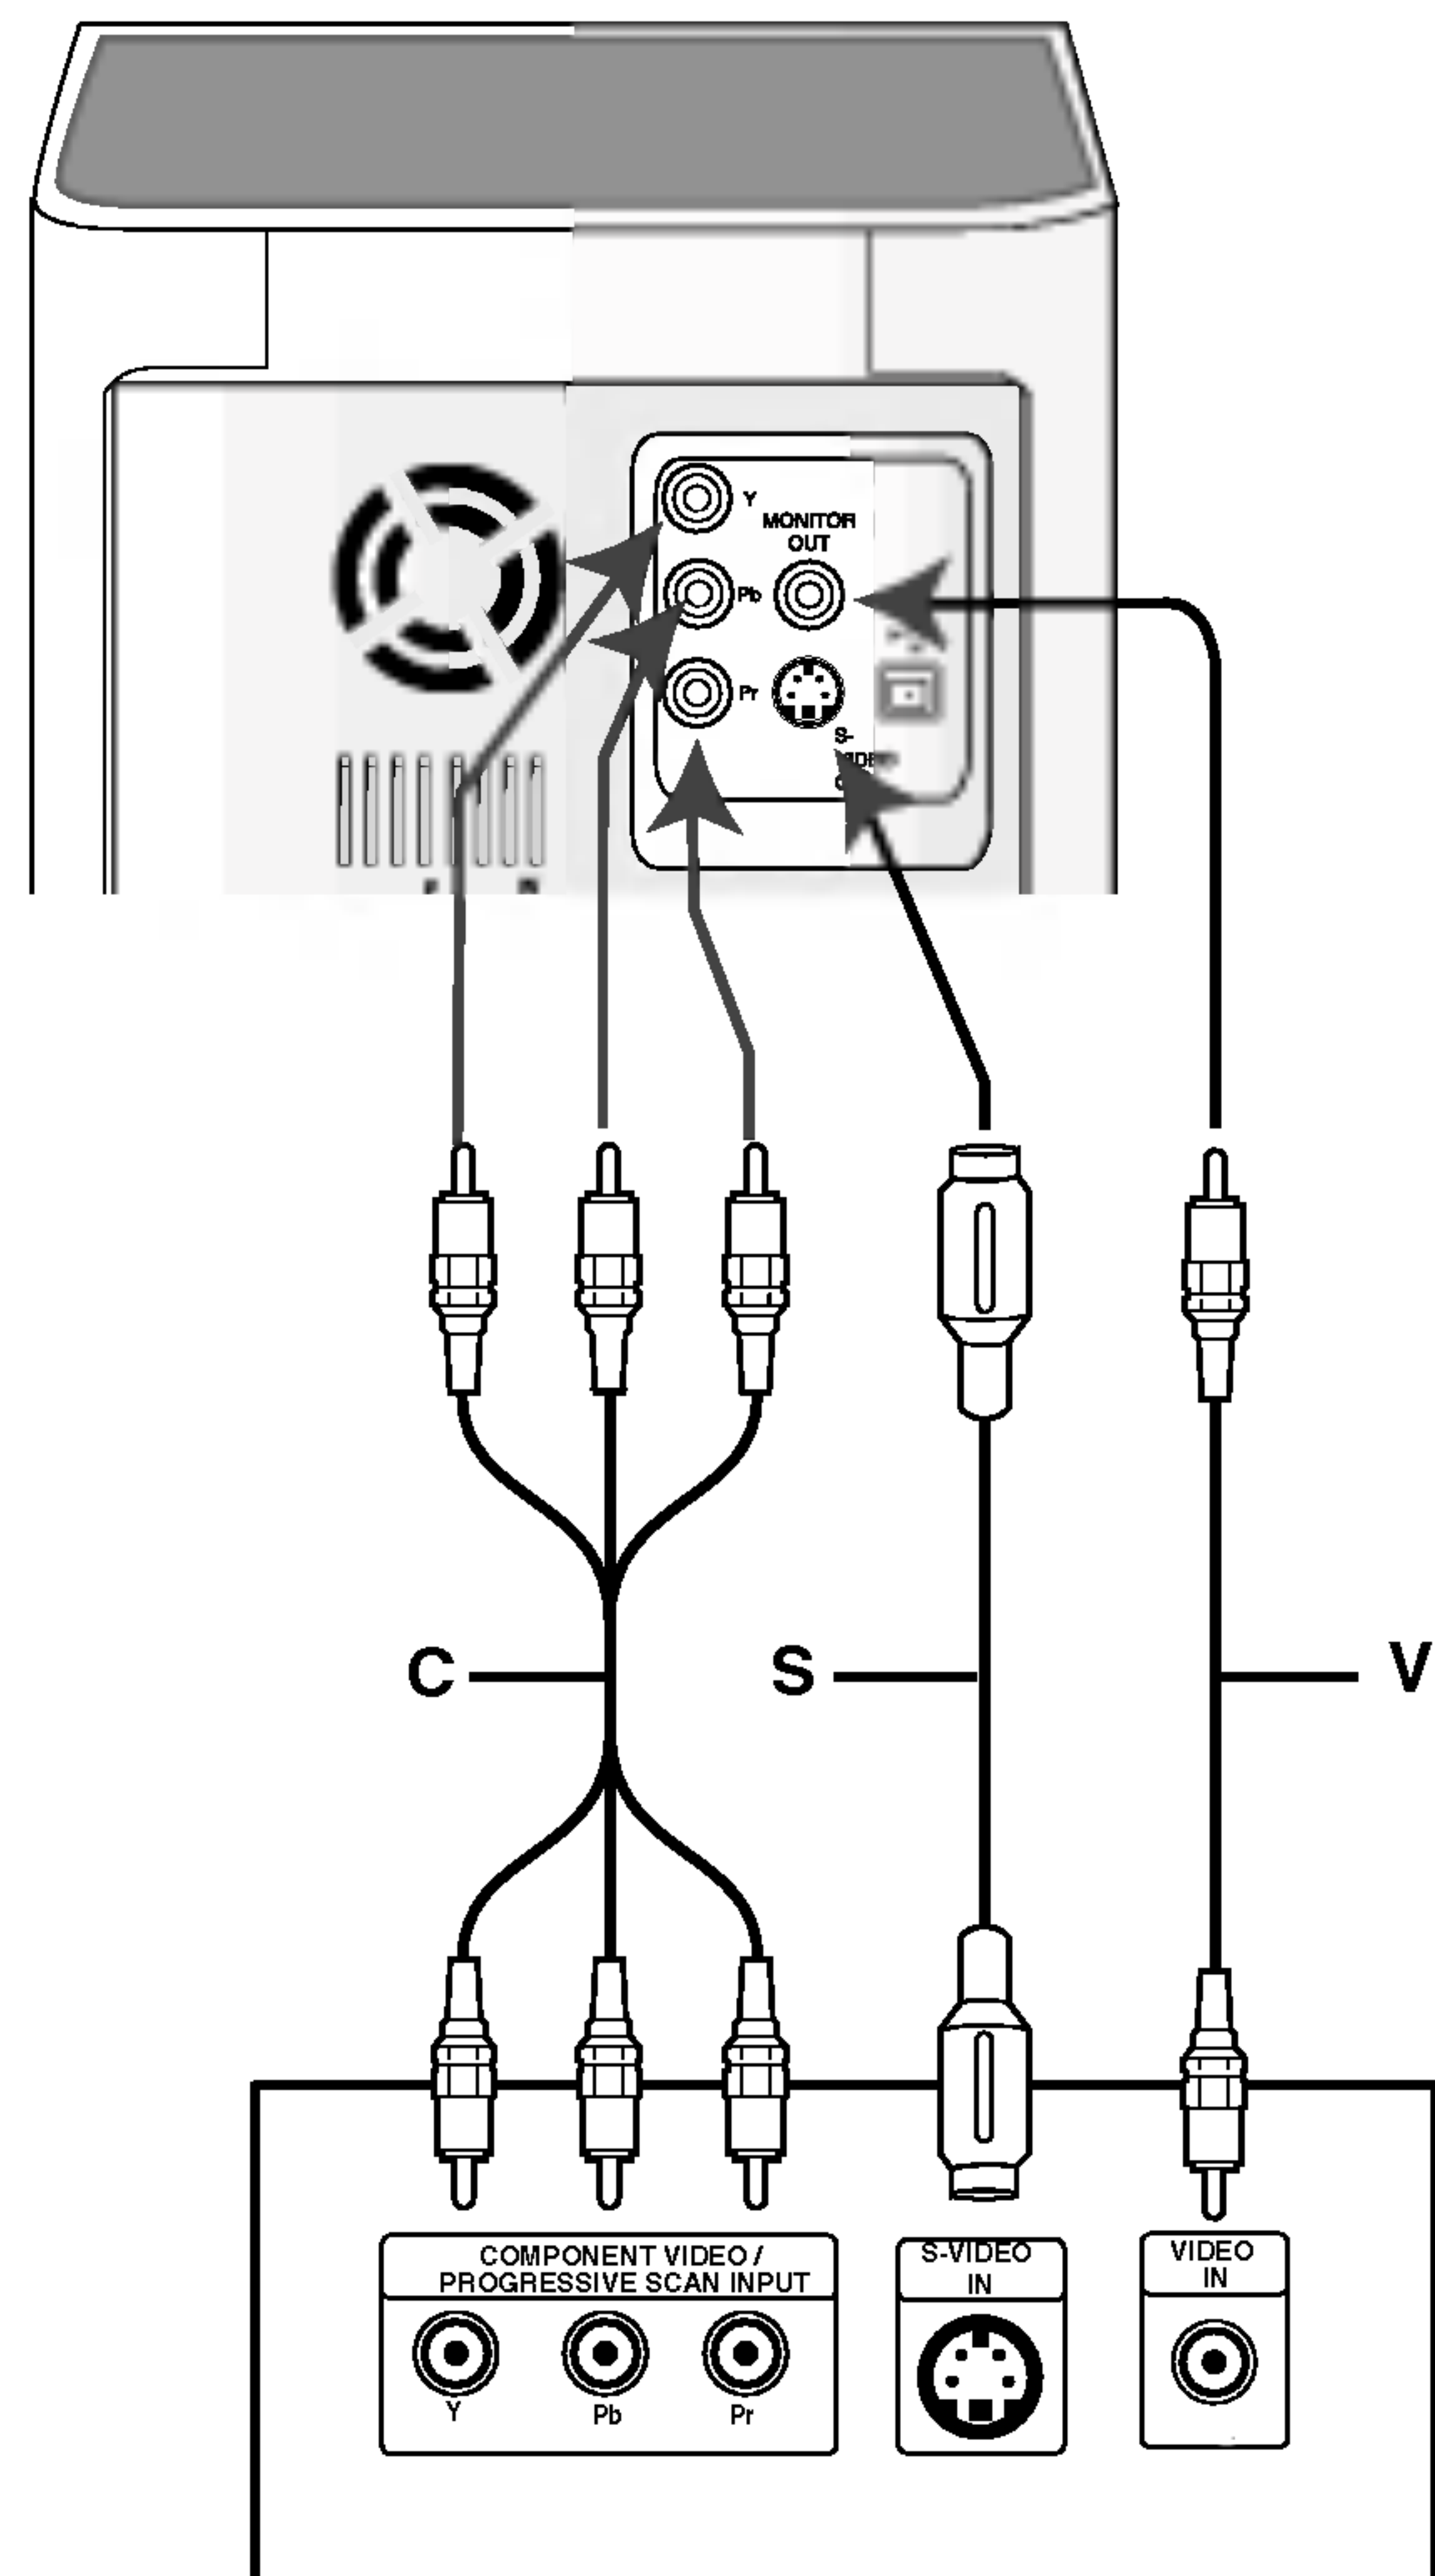 Y
MONITOR
OUT
Pb
Pr
S-
C
S
V
COMPONENT VIDEO /
PROGRESSIVE SCAN INPUT
S-VIDEO
IN
VIDEO
IN
Y
Pb
Pr